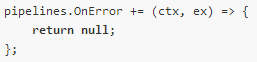 pipelines.OnError += (ctx, ex) => {
    return null;
};